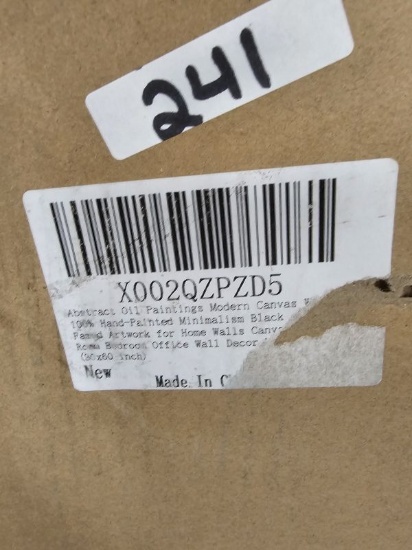 241
X002QZPZD5
Abstract Oil Paintings Modern Canvas
100% Hand-Painted Minimalism Black
Famed Artwork for Home Walls Canv
Room Bedroom Office Wall Decor
(30x60 inch)
New
Made In C